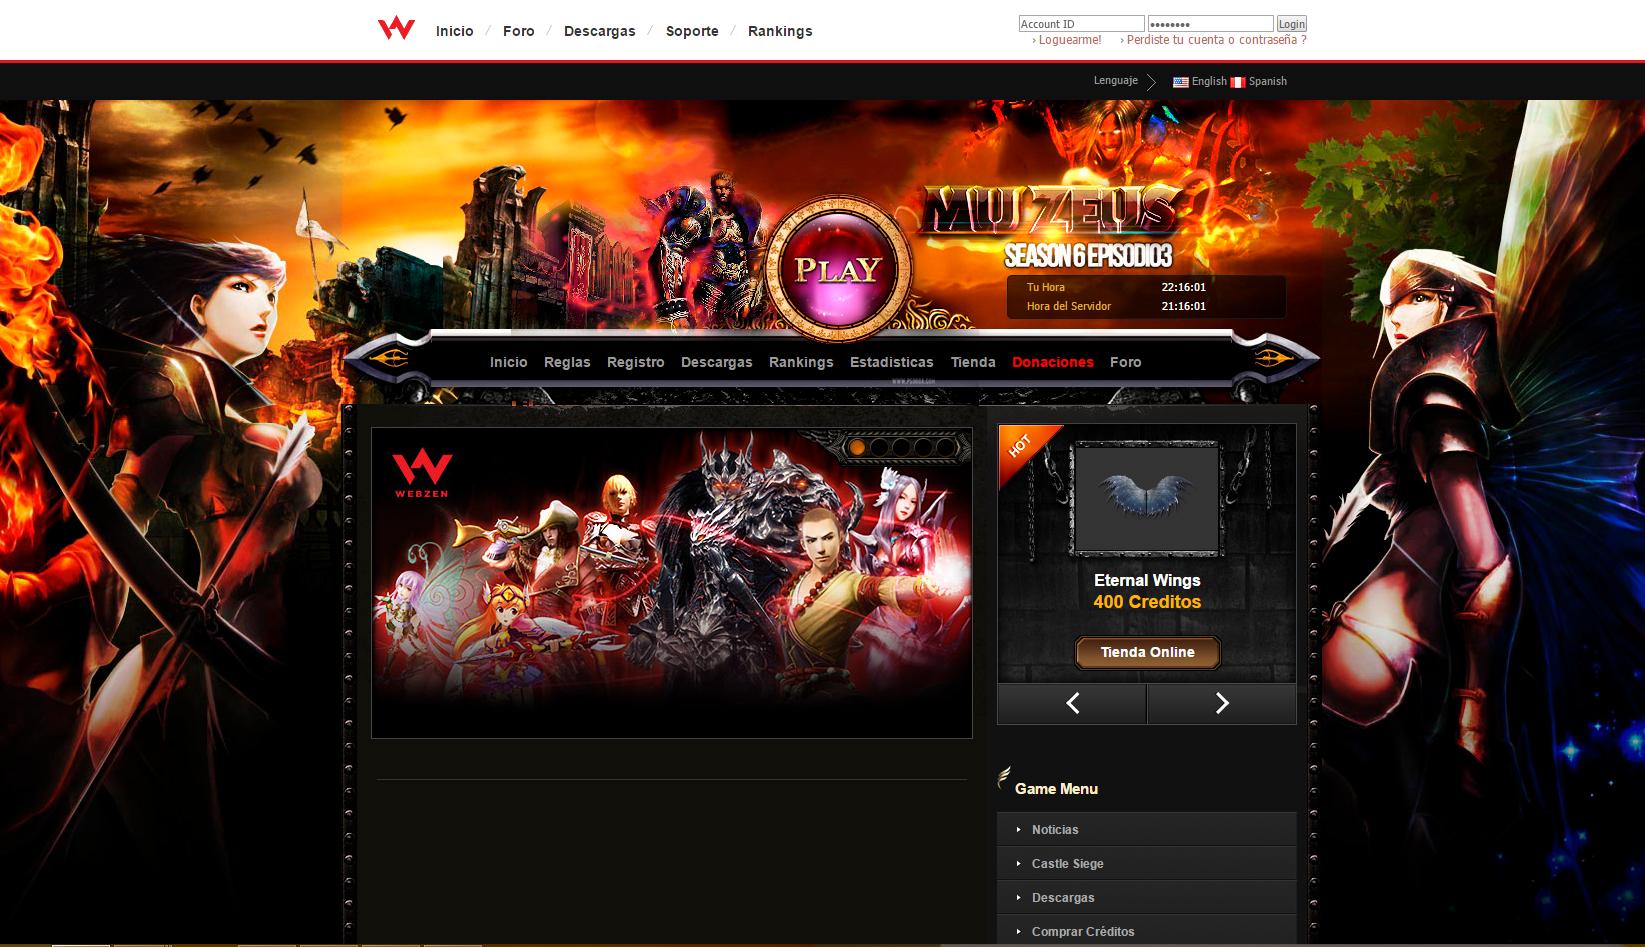 Inicio / Foro / Descargas / Soporte / Rankings
Account ID •••••••• Login
› Loguearme! › Perdiste tu cuenta o contraseña ?
Lenguaje English Spanish
MU ZEUS
SEASON 6 EPISODIO3
PLAY
Tu Hora 22:16:01
Hora del Servidor 21:16:01
Inicio Reglas Registro Descargas Rankings Estadísticas Tienda Donaciones Foro
WEBZEN
HOT
Eternal Wings
400 Creditos
Tienda Online
Game Menu
Noticias
Castle Siege
Descargas
Comprar Créditos